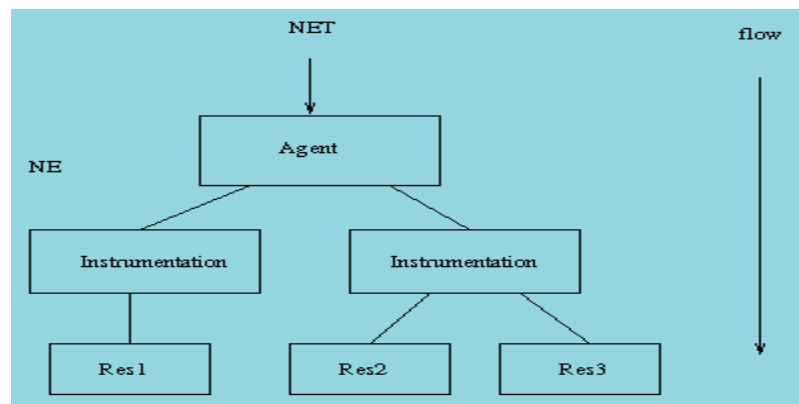 NET
flow
Agent
NE
Instrumentation
Instrumentation
Res1
Res2
Res3